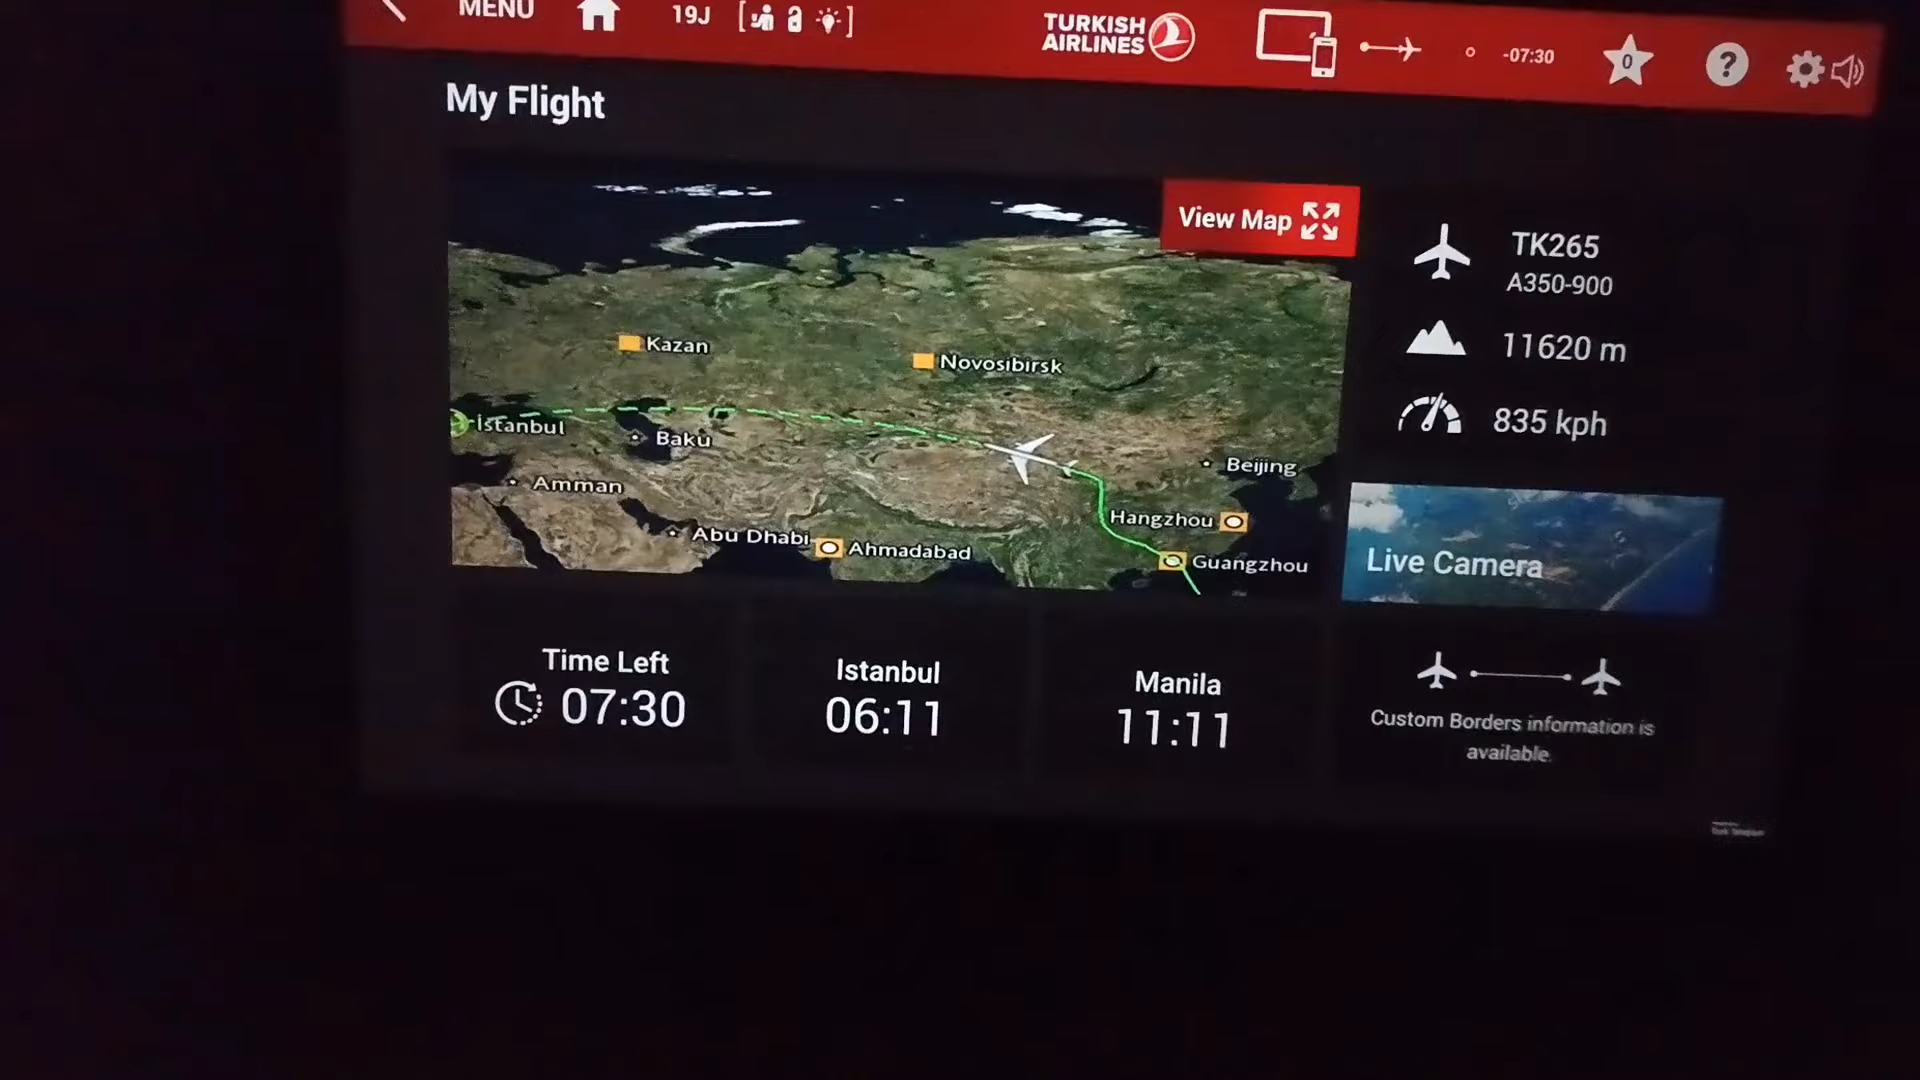 MENU
19J
TURKISH
AIRLINES
-07:30
0
?
My Flight
View Map
TK265
A350-900
11620 m
835 kph
Kazan
Novosibirsk
İstanbul
Baku
Beijing
Amman
Hangzhou
Abu Dhabi
Ahmadabad
Guangzhou
Live Camera
Time Left
07:30
Istanbul
06:11
Manila
11:11
Custom Borders information is
available.